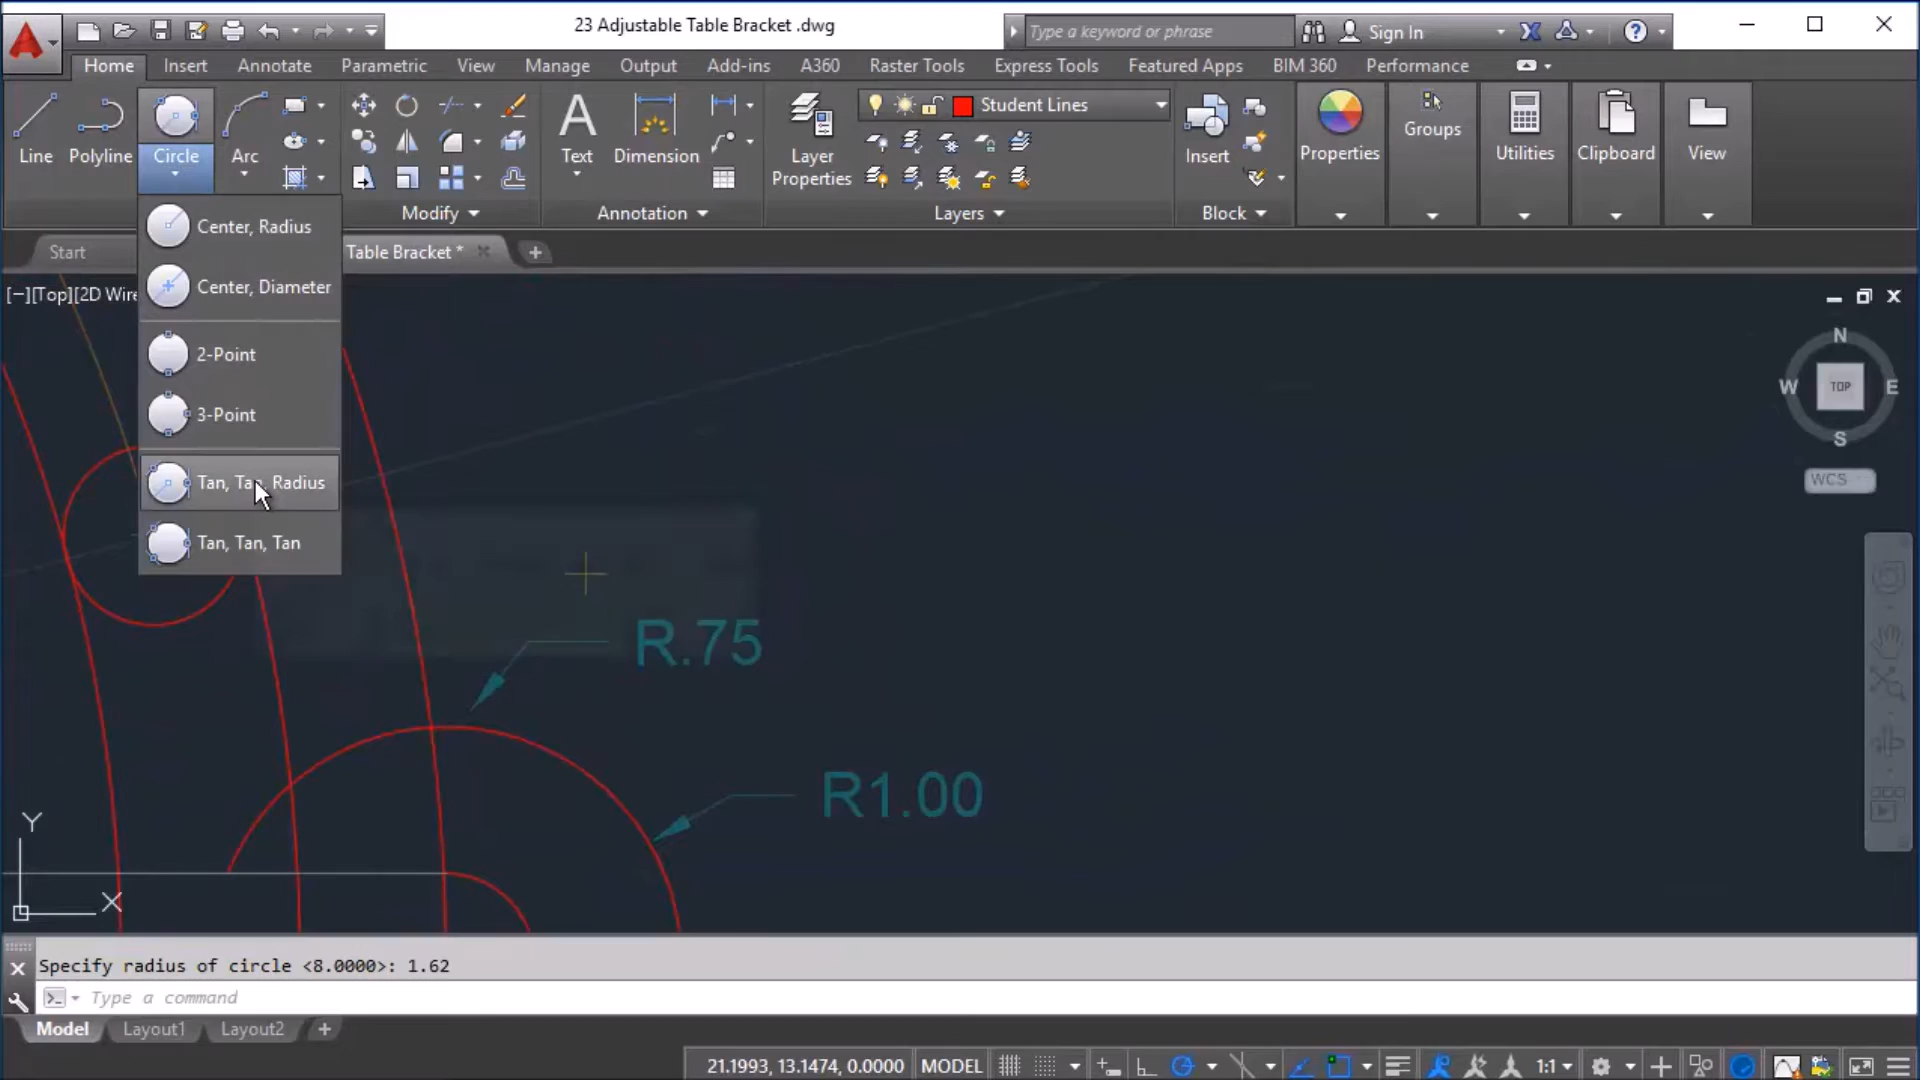 23 Adjustable Table Bracket .dwg
Type a keyword or phrase
Sign In
Home Insert Annotate Parametric View Manage Output Add-ins A360 Raster Tools Express Tools Featured Apps BIM 360 Performance
Student Lines
Line Polyline Circle Arc
Text Dimension
Layer Properties
Insert
Properties Groups Utilities Clipboard View
Modify Annotation Layers Block
Start Table Bracket *
[−][Top][2D Wire
Center, Radius
Center, Diameter
2-Point
3-Point
Tan, Tan, Radius
Tan, Tan, Tan
N
W TOP E
S
WCS
R.75
R1.00
Y
X
Specify radius of circle <8.0000>: 1.62
Type a command
Model Layout1 Layout2
21.1993, 13.1474, 0.0000 MODEL 1:1